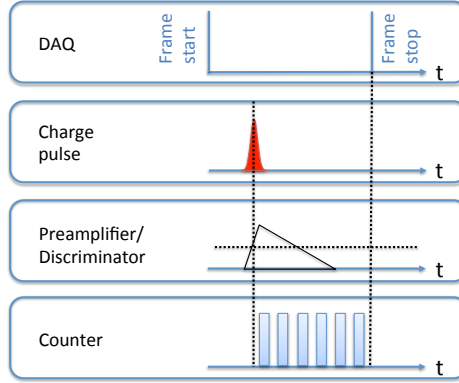 DAQ
Frame
start
Frame
stop
t
Charge
pulse
t
Preamplifier/
Discriminator
t
Counter
t